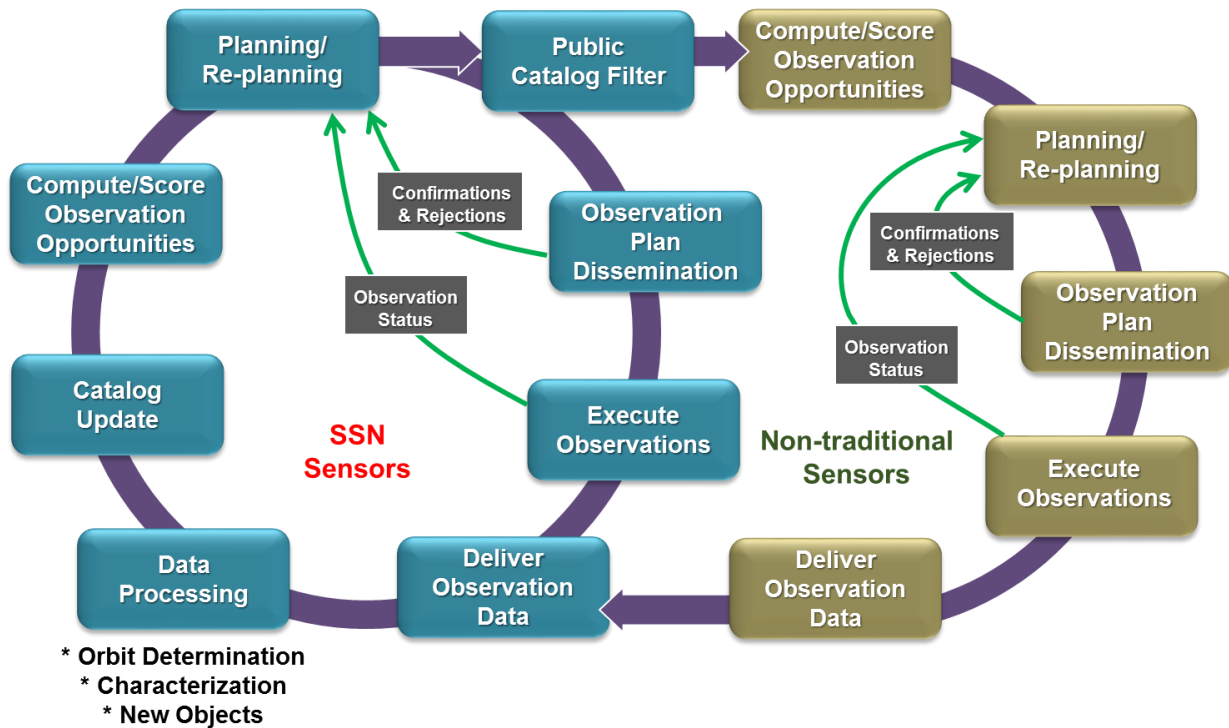 Planning/
Re-planning
Public
Catalog Filter
Compute/Score
Observation
Opportunities
Planning/
Re-planning
Compute/Score
Observation
Opportunities
Confirmations
& Rejections
Observation
Plan
Dissemination
Confirmations
& Rejections
Observation
Status
Observation
Plan
Dissemination
Observation
Status
Catalog
Update
SSN
Sensors
Execute
Observations
Non-traditional
Sensors
Execute
Observations
Data
Processing
Deliver
Observation
Data
Deliver
Observation
Data
* Orbit Determination
* Characterization
* New Objects